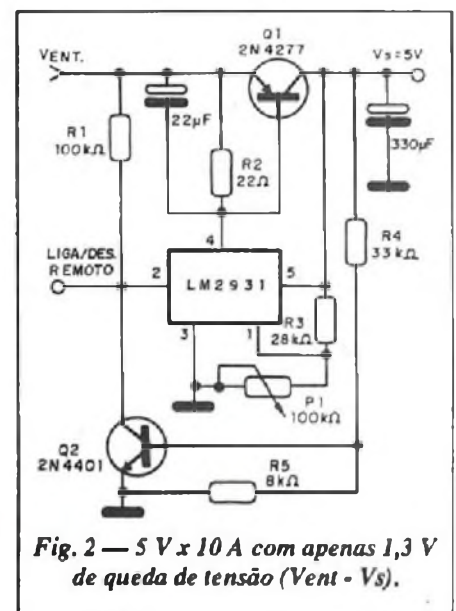 Q1
2N4277
VENT.
Vs=5V
22µF
R1
100kΩ
R2
22Ω
330µF
R4
33kΩ
LIGA/DES.
REMOTO
4
2
LM2931
5
3
1
R3
28kΩ
P1
100kΩ
Q2
2N4401
R5
8kΩ
Fig. 2 — 5 V x 10 A com apenas 1,3 V
de queda de tensão (Vent - Vs).